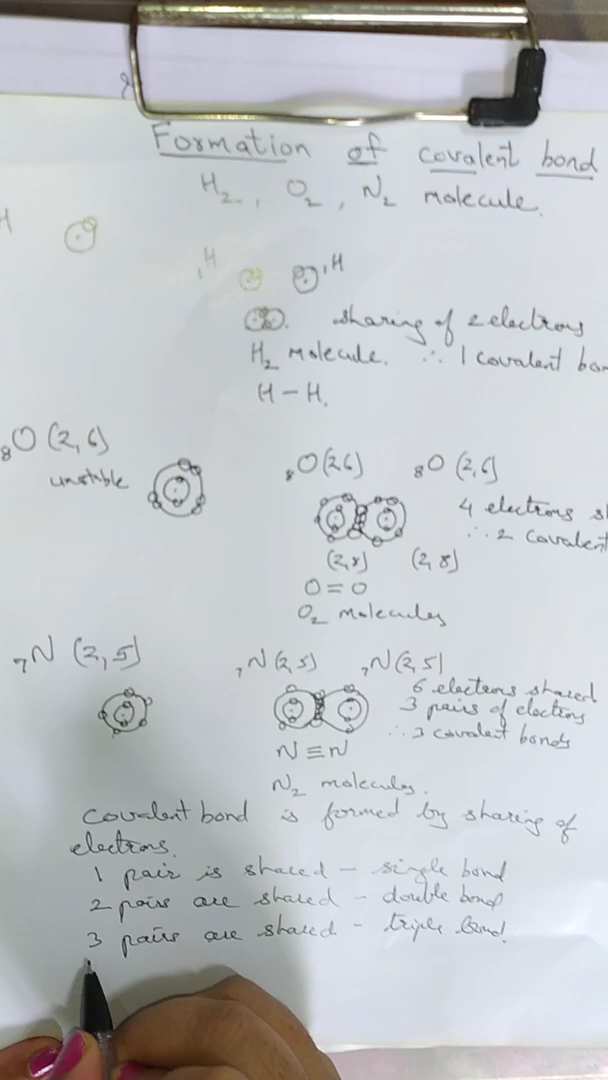 Formation of covalent bond
H2, O2, N2 molecule.
H
1H 1H
sharing of 2 electrons
H2 molecule. ∴ 1 covalent bon
H – H.
8O (2,6)
unstable
8O (2,6) 8O (2,6)
4 electrons sh
∴ 2 covalent
(2,8) (2,8)
O = O
O2 molecules
7N (2,5)
7N (2,5) 7N (2,5)
6 electrons shared
3 pairs of electrons
∴ 3 covalent bonds
N ≡ N
N2 molecules.
Covalent bond is formed by sharing of
electrons.
1 pair is shared – single bond
2 pairs are shared – double bond
3 pairs are shared – triple bond.